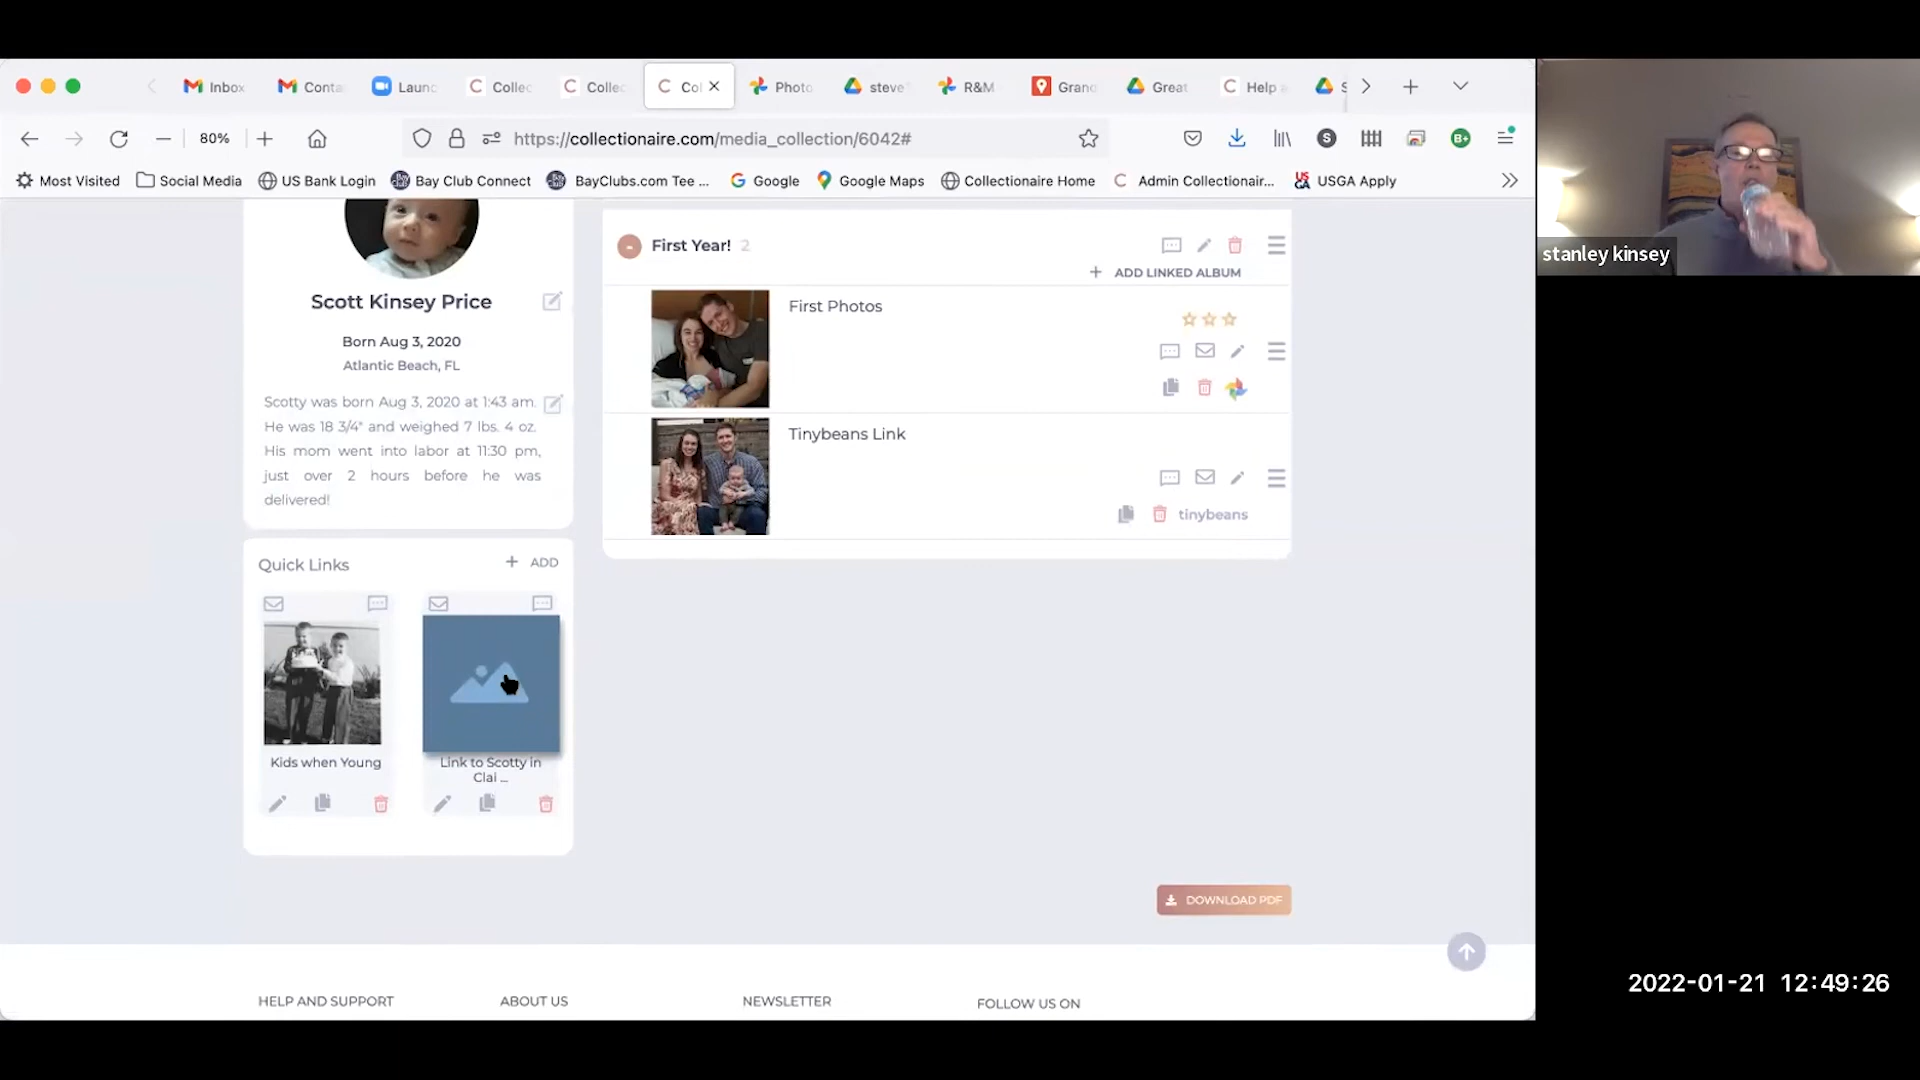 Inbox
Conta
Laun
Collec
Collec
Col
Photo
steve
R&M
Gran
Great
Help a
S
80%
https://collectionaire.com/media_collection/6042#
S
B+
Most Visited
Social Media
US Bank Login
Bay Club Connect
BayClubs.com Tee ...
Google
Google Maps
Collectionaire Home
Admin Collectionair...
USGA Apply
stanley kinsey
First Year! 2
ADD LINKED ALBUM
Scott Kinsey Price
First Photos
Born Aug 3, 2020
Atlantic Beach, FL
Scotty was born Aug 3, 2020 at 1:43 am.
He was 18 3/4" and weighed 7 lbs. 4 oz.
His mom went into labor at 11:30 pm,
just over 2 hours before he was
delivered!
Tinybeans Link
tinybeans
Quick Links
+ ADD
Kids when Young
Link to Scotty in
Clai ...
DOWNLOAD PDF
2022-01-21 12:49:26
HELP AND SUPPORT
ABOUT US
NEWSLETTER
FOLLOW US ON